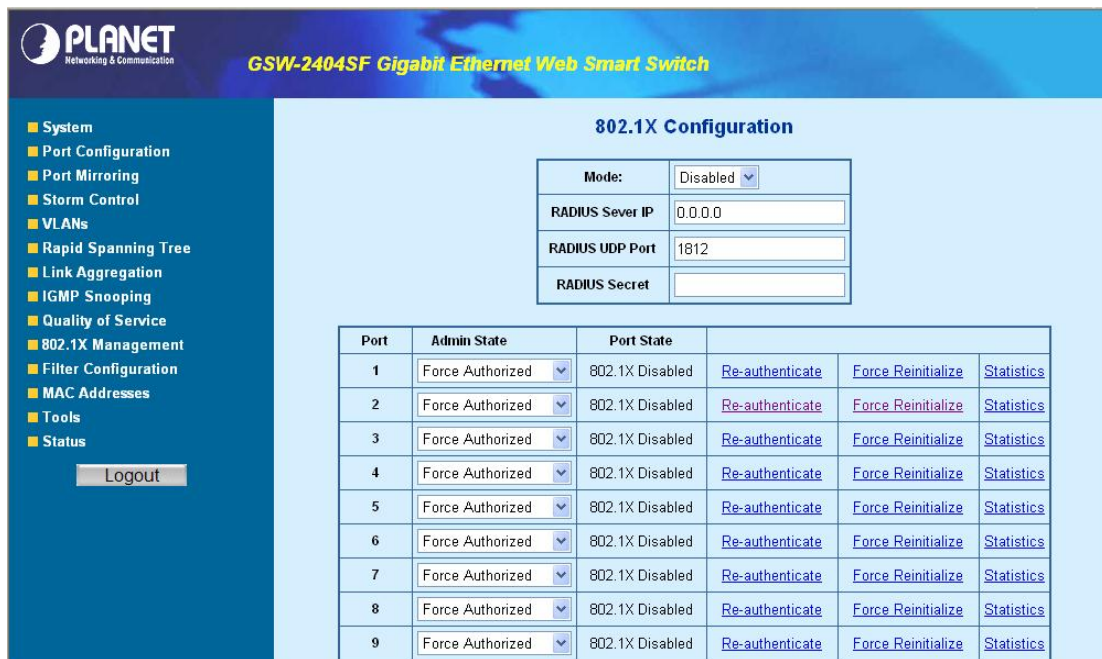 PLANET
Networking & Communication
GSW-2404SF Gigabit Ethernet Web Smart Switch
System
Port Configuration
Port Mirroring
Storm Control
VLANs
Rapid Spanning Tree
Link Aggregation
IGMP Snooping
Quality of Service
802.1X Management
Filter Configuration
MAC Addresses
Tools
Status
Logout
802.1X Configuration
Mode: Disabled
RADIUS Sever IP 0.0.0.0
RADIUS UDP Port 1812
RADIUS Secret
Port Admin State Port State
1 Force Authorized 802.1X Disabled Re-authenticate Force Reinitialize Statistics
2 Force Authorized 802.1X Disabled Re-authenticate Force Reinitialize Statistics
3 Force Authorized 802.1X Disabled Re-authenticate Force Reinitialize Statistics
4 Force Authorized 802.1X Disabled Re-authenticate Force Reinitialize Statistics
5 Force Authorized 802.1X Disabled Re-authenticate Force Reinitialize Statistics
6 Force Authorized 802.1X Disabled Re-authenticate Force Reinitialize Statistics
7 Force Authorized 802.1X Disabled Re-authenticate Force Reinitialize Statistics
8 Force Authorized 802.1X Disabled Re-authenticate Force Reinitialize Statistics
9 Force Authorized 802.1X Disabled Re-authenticate Force Reinitialize Statistics